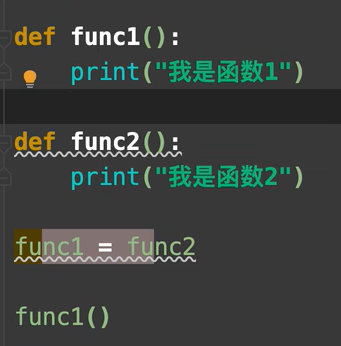 def func1():
print("我是函数1")
def func2():
print("我是函数2")
func1 = func2
func1()